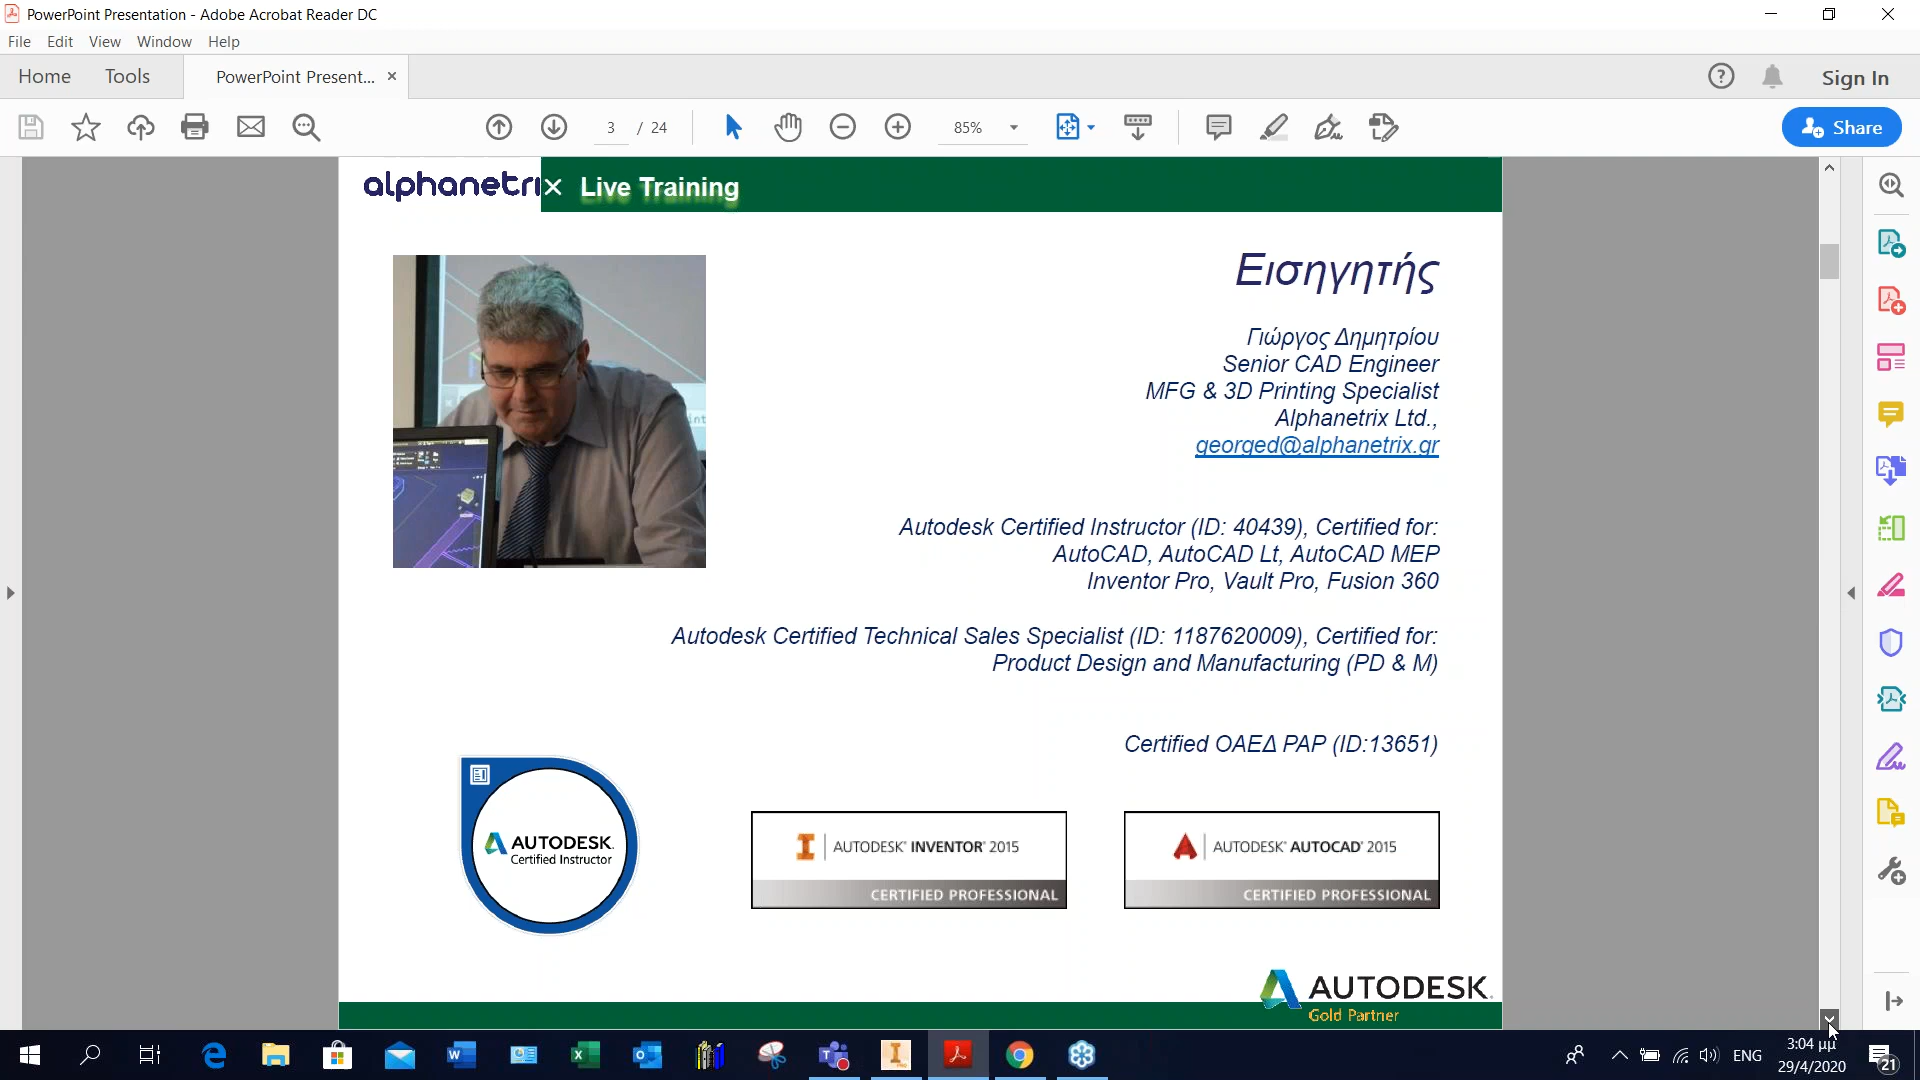 PowerPoint Presentation - Adobe Acrobat Reader DC
File Edit View Window Help
Home Tools PowerPoint Present... × Sign In
3 / 24 85% Share
alphanetrix Live Training
Εισηγητής
Γιώργος Δημητρίου
Senior CAD Engineer
MFG & 3D Printing Specialist
Alphanetrix Ltd.,
georged@alphanetrix.gr
Autodesk Certified Instructor (ID: 40439), Certified for:
AutoCAD, AutoCAD Lt, AutoCAD MEP
Inventor Pro, Vault Pro, Fusion 360
Autodesk Certified Technical Sales Specialist (ID: 1187620009), Certified for:
Product Design and Manufacturing (PD & M)
Certified ΟΑΕΔ PAP (ID:13651)
AUTODESK.
Certified Instructor
AUTODESK® INVENTOR® 2015
CERTIFIED PROFESSIONAL
AUTODESK® AUTOCAD® 2015
CERTIFIED PROFESSIONAL
AUTODESK.
Gold Partner
ENG
3:04 μμ
29/4/2020
21